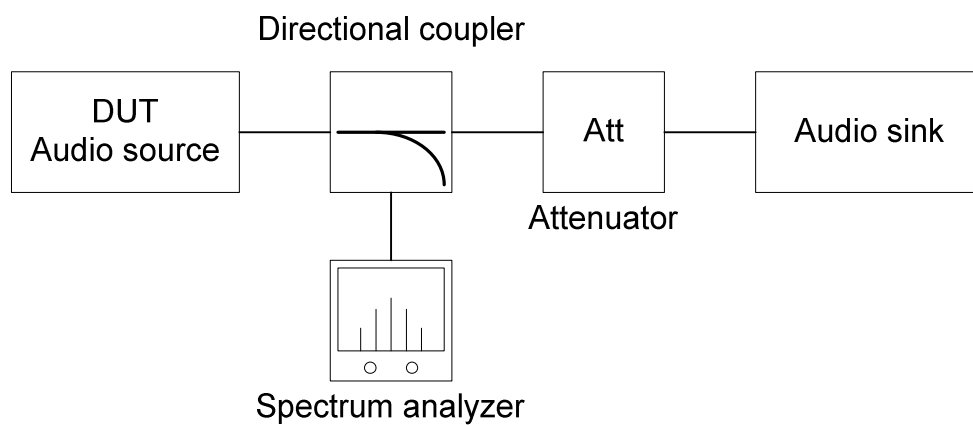 Directional coupler
DUT
Audio source
Att
Audio sink
Attenuator
Spectrum analyzer